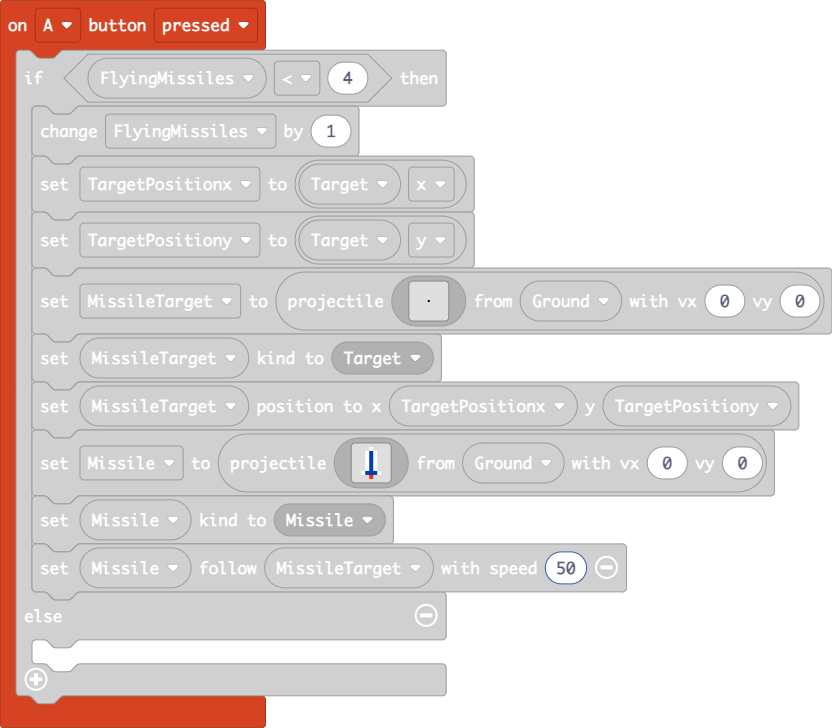 on A button pressed
if FlyingMissiles < 4 then
change FlyingMissiles by 1
set TargetPositionx to Target x
set TargetPositiony to Target y
set MissileTarget to projectile from Ground with vx 0 vy 0
set MissileTarget kind to Target
set MissileTarget position to x TargetPositionx y TargetPositiony
set Missile to projectile from Ground with vx 0 vy 0
set Missile kind to Missile
set Missile follow MissileTarget with speed 50
else